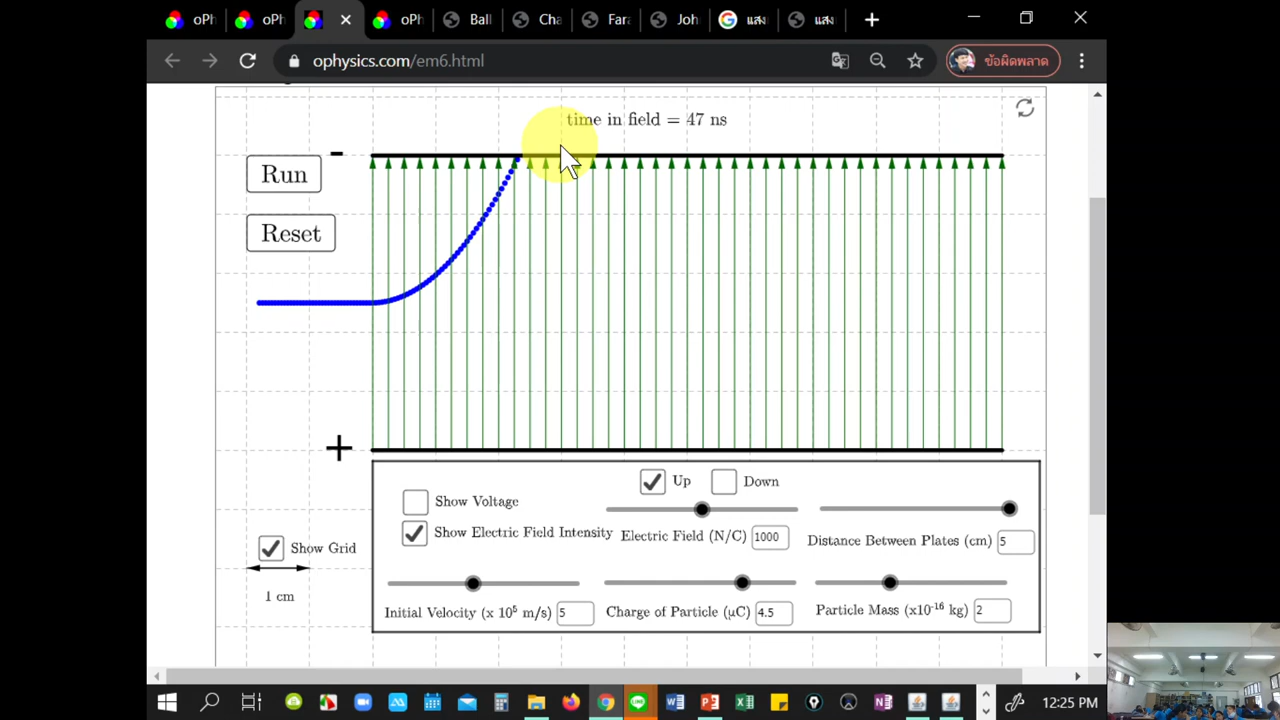 oPh
oPh
oPh
Ball
Cha
Fara
Joh
แสง
แสง
ophysics.com/em6.html
ข้อผิดพลาด
time in field = 47 ns
-
Run
Reset
+
Up
Down
Show Voltage
Show Electric Field Intensity
Electric Field (N/C) 1000
Distance Between Plates (cm) 5
Show Grid
1 cm
Initial Velocity (x 10⁵ m/s) 5
Charge of Particle (μC) 4.5
Particle Mass (x10⁻¹⁶ kg) 2
12:25 PM